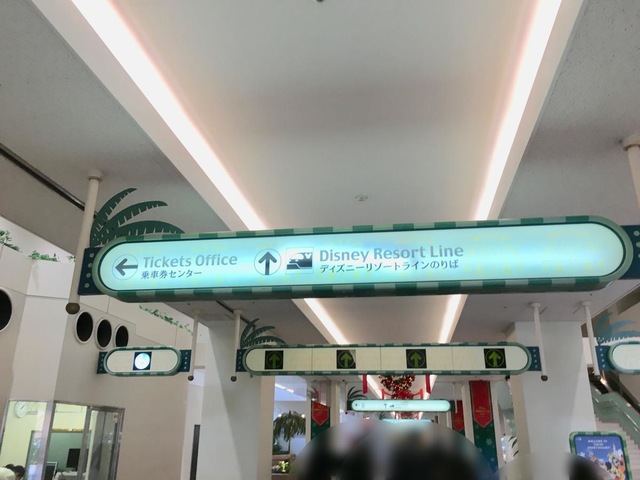 Tickets Office
乗車券センター
Disney Resort Line
ディズニーリゾートラインのりば